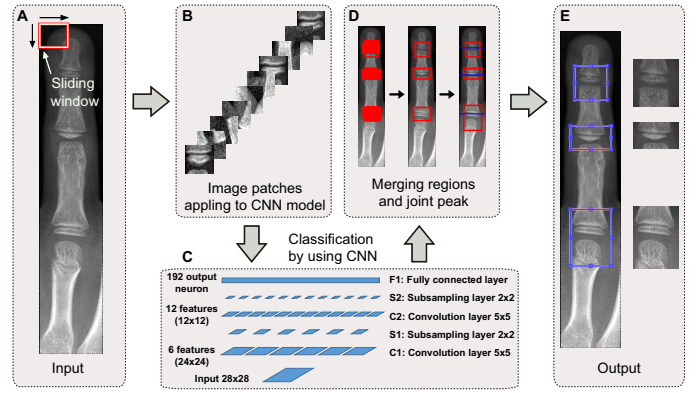 A
Sliding
window
Input
B
Image patches
appling to CNN model
D
Merging regions
and joint peak
E
Output
C
Classification
by using CNN
192 output
neuron
F1: Fully connected layer
S2: Subsampling layer 2x2
12 features
(12x12)
C2: Convolution layer 5x5
S1: Subsampling layer 2x2
6 features
(24x24)
C1: Convolution layer 5x5
Input 28x28